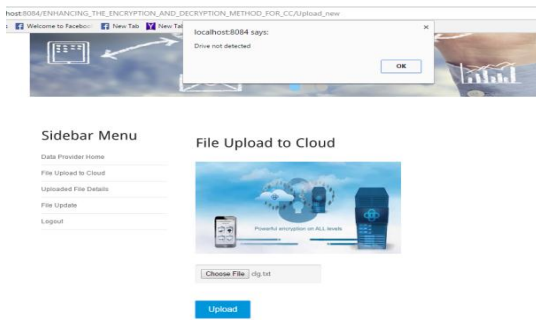 host:8084/ENHANCING_THE_ENCRYPTION_AND_DECRYPTION_METHOD_FOR_CC/Upload_new
Welcome to Facebook New Tab New Tal
localhost:8084 says:
Drive not detected
OK
Sidebar Menu
Data Provider Home
File Upload to Cloud
Uploaded File Details
File Update
Logout
File Upload to Cloud
Powerful encryption on ALL levels
Choose File clg.txt
Upload